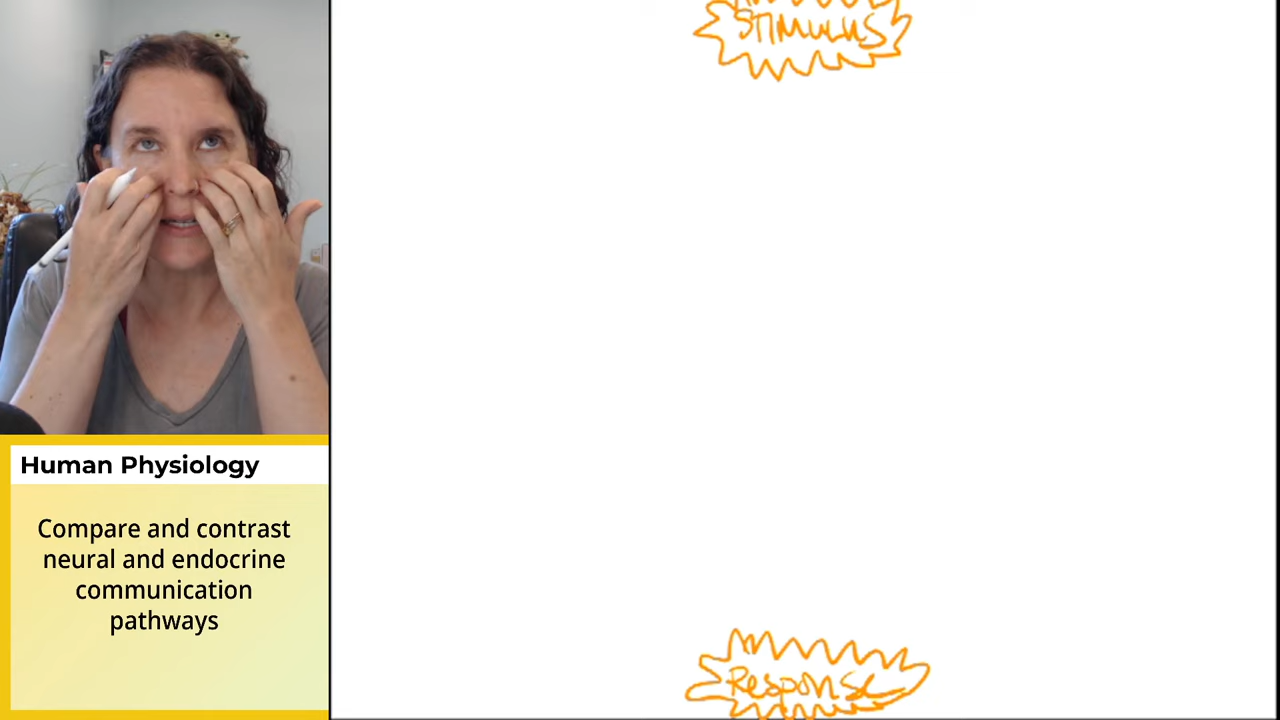 STIMULUS
Human Physiology
Compare and contrast
neural and endocrine
communication
pathways
Response